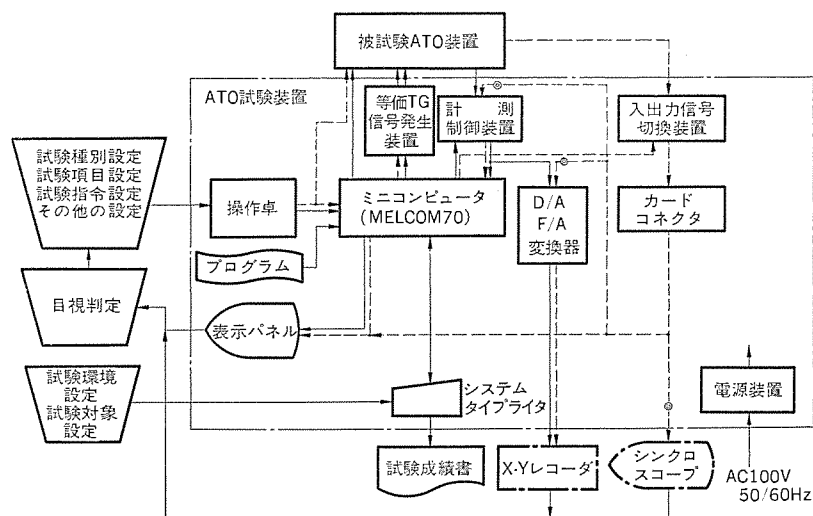 被試験ATO装置
ATO試験装置
等価TG
信号発生
装置
計 測
制御装置
入出力信号
切換装置
試験種別設定
試験項目設定
試験指令設定
その他の設定
操作卓
ミニコンピュータ
(MELCOM70)
D/A
F/A
変換器
カード
コネクタ
プログラム
目視判定
表示パネル
試験環境
設定
試験対象
設定
システム
タイプライタ
電源装置
試験成績書
X-Yレコーダ
シンクロ
スコープ
AC100V
50/60Hz